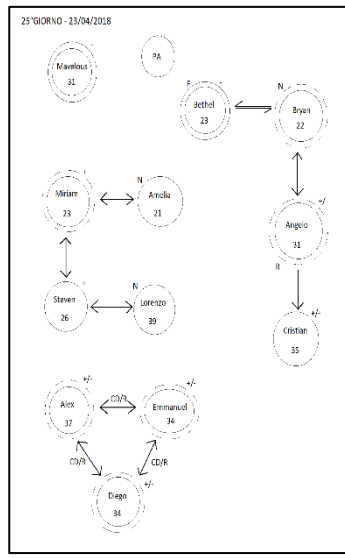 25°GIORNO - 23/04/2018
-
Mavelous
31
PA
F
Bethel
23
N
Bryan
22
+
Miriam
23
N
Amelia
21
+/-
Angelo
31
R
+
Steven
26
N
Lorenzo
39
+/-
Cristian
35
+/-
Alex
37
CD/R
+/-
Emmanuel
34
CD/R
CD/R
+/-
Diego
34